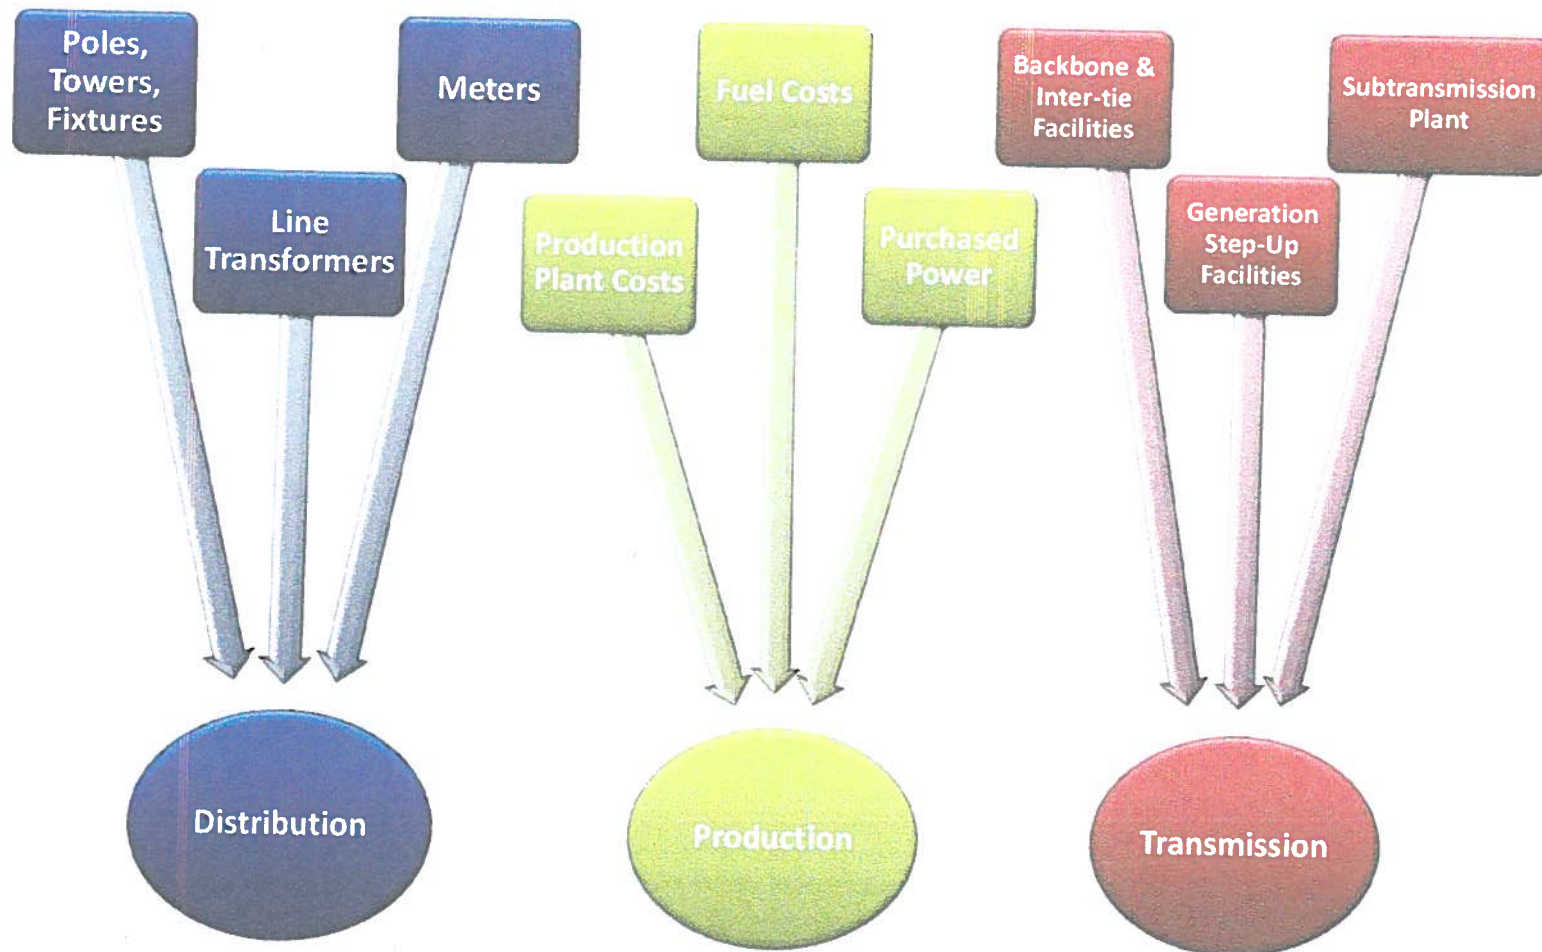 Poles,
Towers,
Fixtures
Line
Transformers
Meters
Distribution
Production
Plant Costs
Fuel Costs
Purchased
Power
Production
Backbone &
Inter-tie
Facilities
Generation
Step-Up
Facilities
Subtransmission
Plant
Transmission